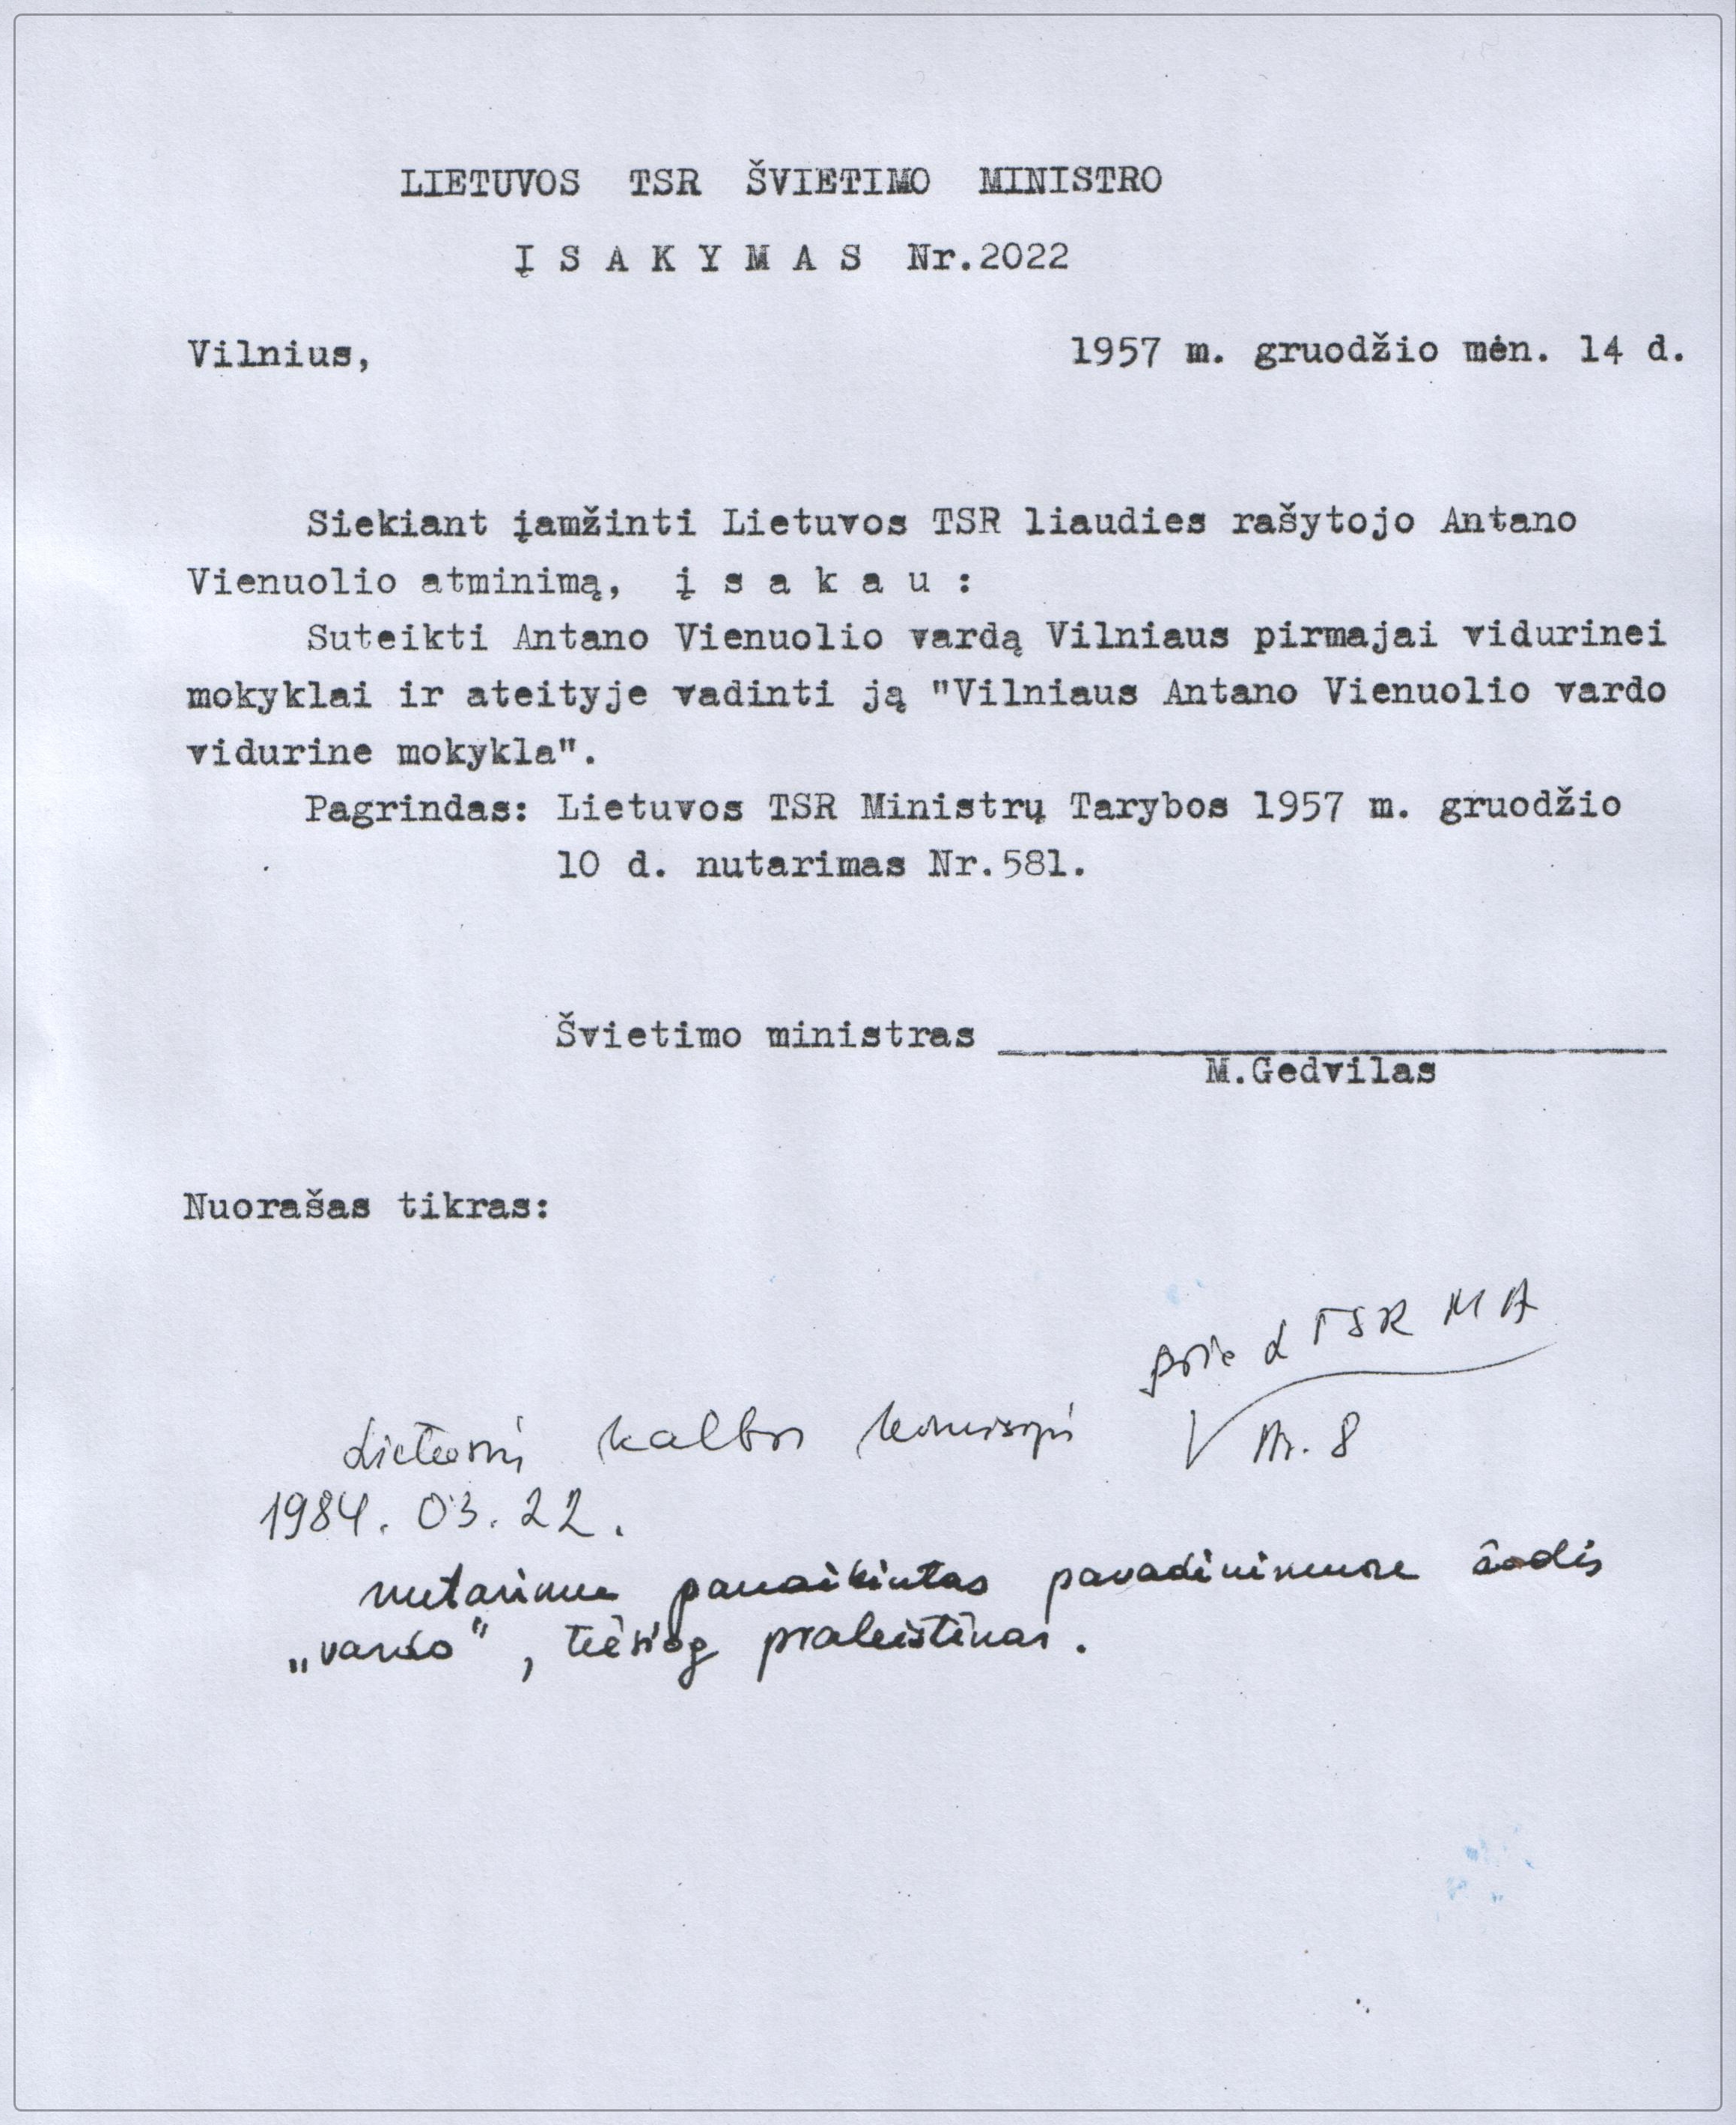 LIETUVOS TSR ŠVIETIMO MINISTRO
Į S A K Y M A S Nr.2022
Vilnius, 1957 m. gruodžio mėn. 14 d.
Siekiant įamžinti Lietuvos TSR liaudies rašytojo Antano
Vienuolio atminimą, į s a k a u :
Suteikti Antano Vienuolio vardą Vilniaus pirmajai vidurinei
mokyklai ir ateityje vadinti ją "Vilniaus Antano Vienuolio vardo
vidurine mokykla".
Pagrindas: Lietuvos TSR Ministrų Tarybos 1957 m. gruodžio
10 d. nutarimas Nr.581.
Švietimo ministras
M.Gedvilas
Nuorašas tikras:
prie LTSR MA
kalbos Nr. 8
1984. 03. 22.
nutarimu panaikintas pavadinimuose žodis
„vardo", tiesiog praleistinas.